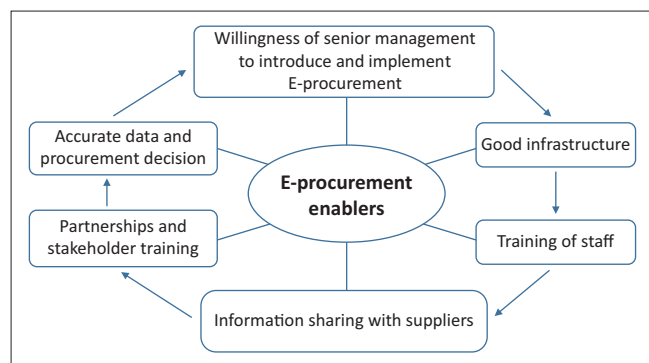 Willingness of senior management
to introduce and implement
E-procurement
Accurate data and
procurement decision
Good infrastructure
E-procurement
enablers
Partnerships and
stakeholder training
Training of staff
Information sharing with suppliers